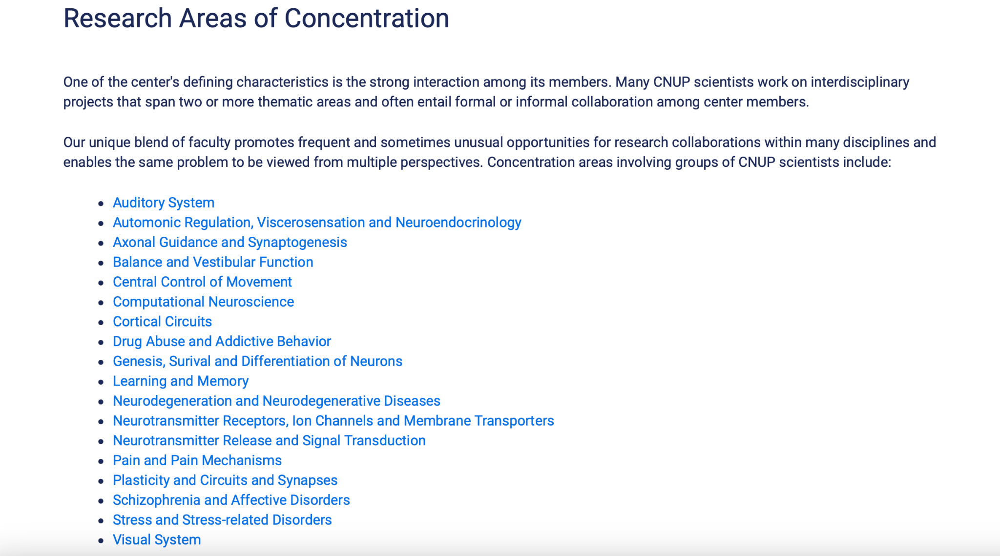 Research Areas of Concentration
One of the center's defining characteristics is the strong interaction among its members. Many CNUP scientists work on interdisciplinary
projects that span two or more thematic areas and often entail formal or informal collaboration among center members.
Our unique blend of faculty promotes frequent and sometimes unusual opportunities for research collaborations within many disciplines and
enables the same problem to be viewed from multiple perspectives. Concentration areas involving groups of CNUP scientists include:
• Auditory System
• Automonic Regulation, Viscerosensation and Neuroendocrinology
• Axonal Guidance and Synaptogenesis
• Balance and Vestibular Function
• Central Control of Movement
• Computational Neuroscience
• Cortical Circuits
• Drug Abuse and Addictive Behavior
• Genesis, Surival and Differentiation of Neurons
• Learning and Memory
• Neurodegeneration and Neurodegenerative Diseases
• Neurotransmitter Receptors, Ion Channels and Membrane Transporters
• Neurotransmitter Release and Signal Transduction
• Pain and Pain Mechanisms
• Plasticity and Circuits and Synapses
• Schizophrenia and Affective Disorders
• Stress and Stress-related Disorders
• Visual System